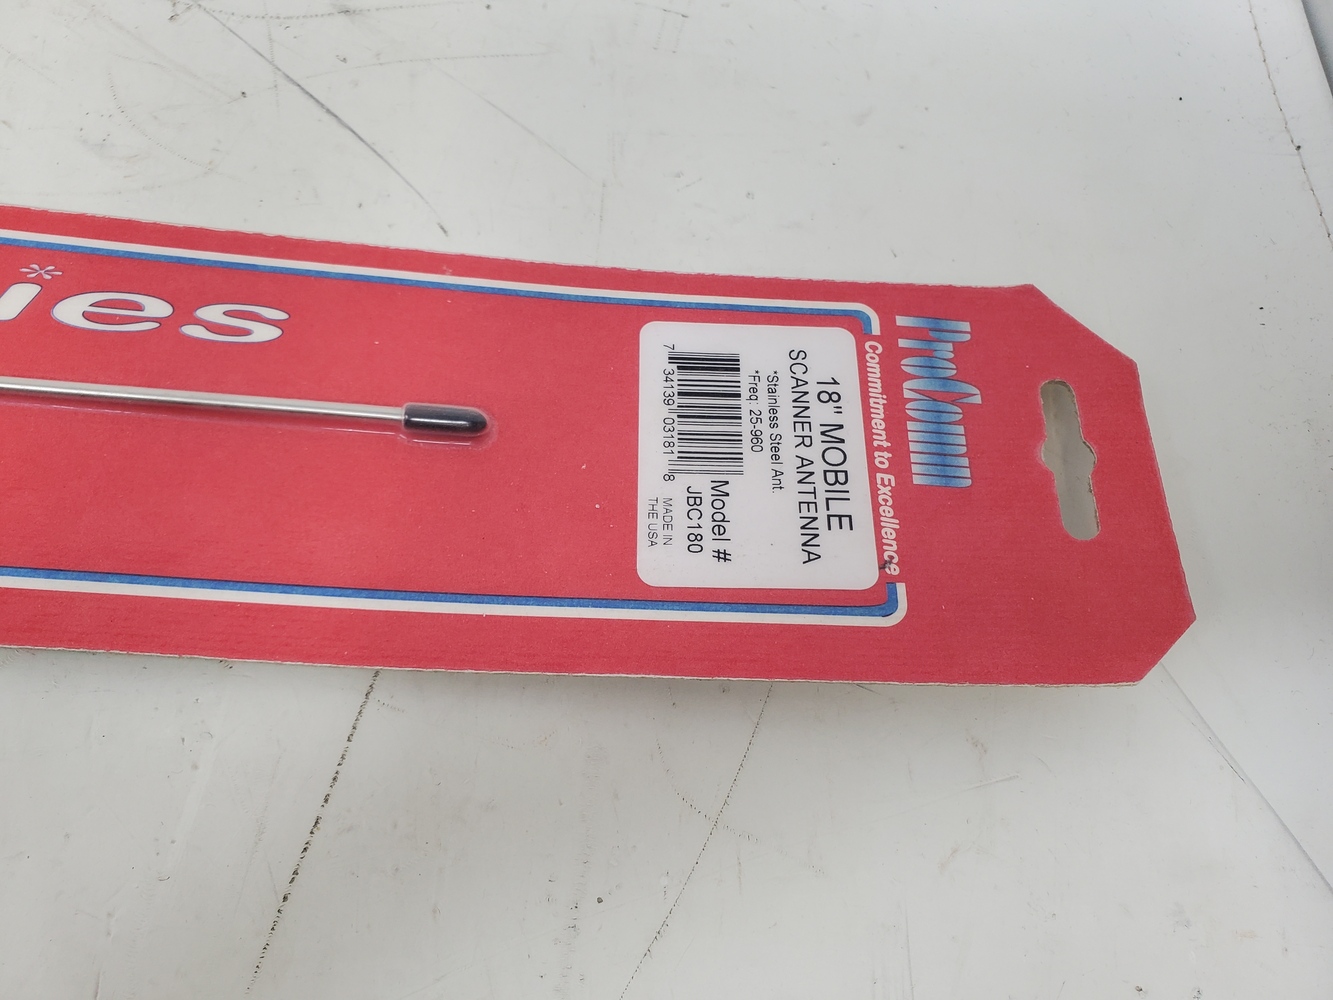 ProComm
Commitment to Excellence
18" MOBILE
SCANNER ANTENNA
*Stainless Steel Ant.
*Freq: 25-960
7 34139 03181 8
Model #
JBC180
MADE IN
THE USA
ies